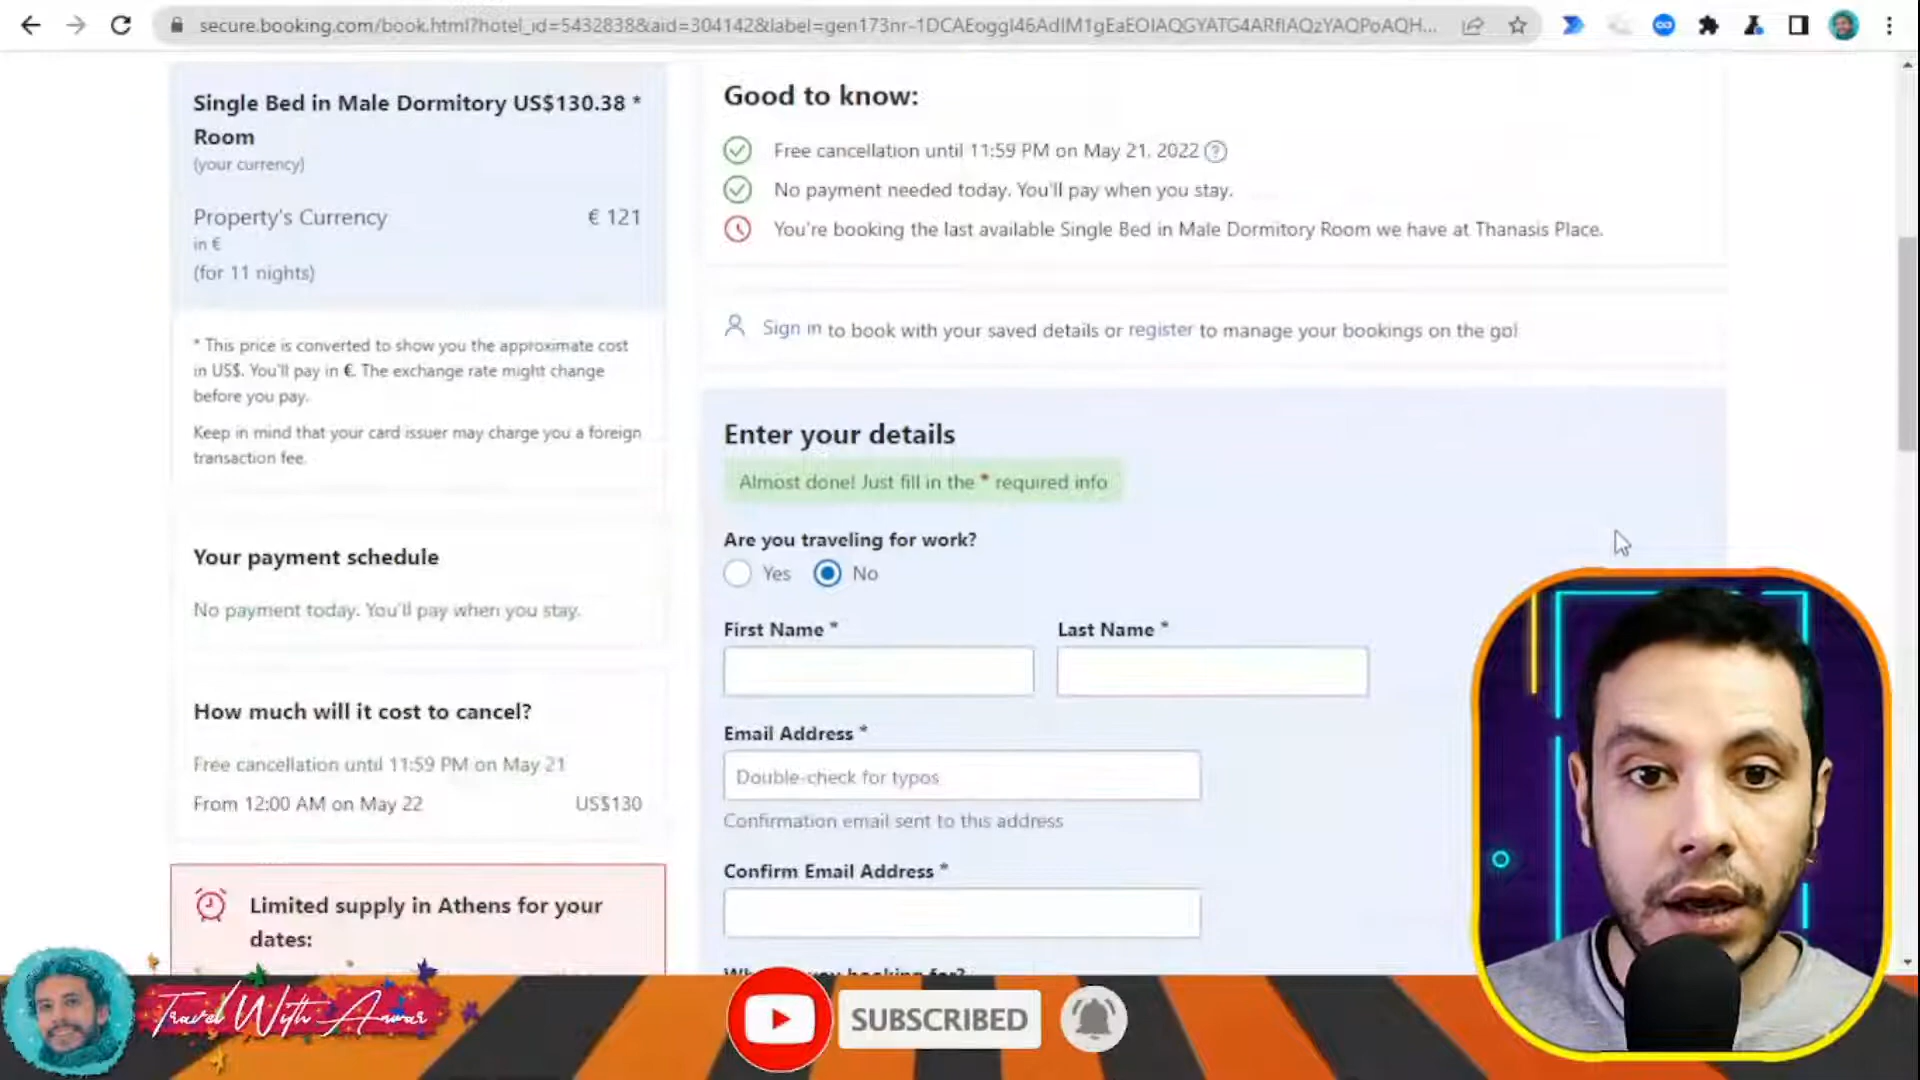 secure.booking.com/book.html?hotel_id=5432838&aid=304142&label=gen173nr-1DCAEoggI46AdIM1gEaEOIAQGYATG4ARfIAQzYAQPoAQH...
Single Bed in Male Dormitory US$130.38 *
Room
(your currency)
Property's Currency € 121
in €
(for 11 nights)
* This price is converted to show you the approximate cost
in US$. You'll pay in €. The exchange rate might change
before you pay.
Keep in mind that your card issuer may charge you a foreign
transaction fee.
Your payment schedule
No payment today. You'll pay when you stay.
How much will it cost to cancel?
Free cancellation until 11:59 PM on May 21
From 12:00 AM on May 22 US$130
Limited supply in Athens for your
dates:
Good to know:
Free cancellation until 11:59 PM on May 21, 2022 ?
No payment needed today. You'll pay when you stay.
You're booking the last available Single Bed in Male Dormitory Room we have at Thanasis Place.
Sign in to book with your saved details or register to manage your bookings on the go!
Enter your details
Almost done! Just fill in the * required info
Are you traveling for work?
Yes No
First Name * Last Name *
Email Address *
Double-check for typos
Confirmation email sent to this address
Confirm Email Address *
Travel With Anwar
SUBSCRIBED